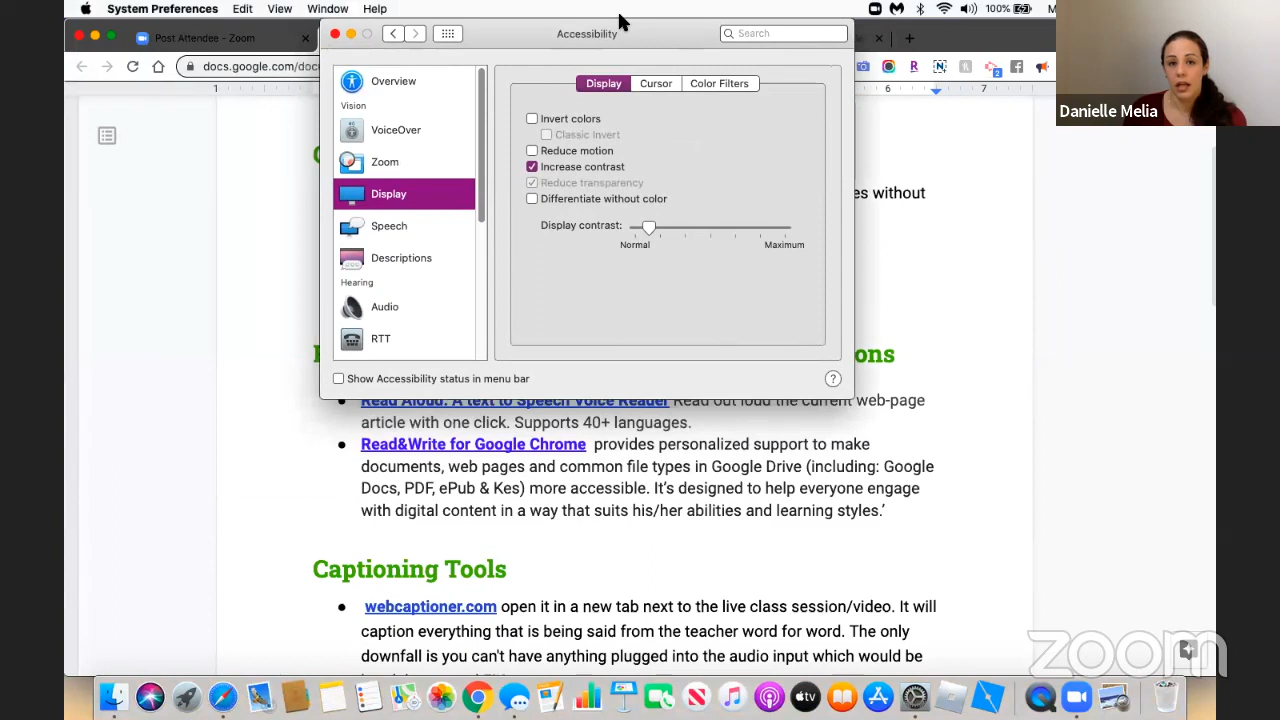 System Preferences Edit View Window Help
100%
Post Attendee - Zoom
docs.google.com/doc
Accessibility
Search
1
6
7
Danielle Melia
Overview
Vision
VoiceOver
Zoom
Display
Speech
Descriptions
Hearing
Audio
RTT
Display Cursor Color Filters
Invert colors
Classic Invert
Reduce motion
Increase contrast
Reduce transparency
Differentiate without color
Display contrast:
Normal Maximum
Show Accessibility status in menu bar
?
without
Read Aloud: A text to Speech Voice Reader Read out loud the current web-page
article with one click. Supports 40+ languages.
Read&Write for Google Chrome provides personalized support to make
documents, web pages and common file types in Google Drive (including: Google
Docs, PDF, ePub & Kes) more accessible. It's designed to help everyone engage
with digital content in a way that suits his/her abilities and learning styles.'
Captioning Tools
webcaptioner.com open it in a new tab next to the live class session/video. It will
caption everything that is being said from the teacher word for word. The only
downfall is you can't have anything plugged into the audio input which would be
zoom
tv